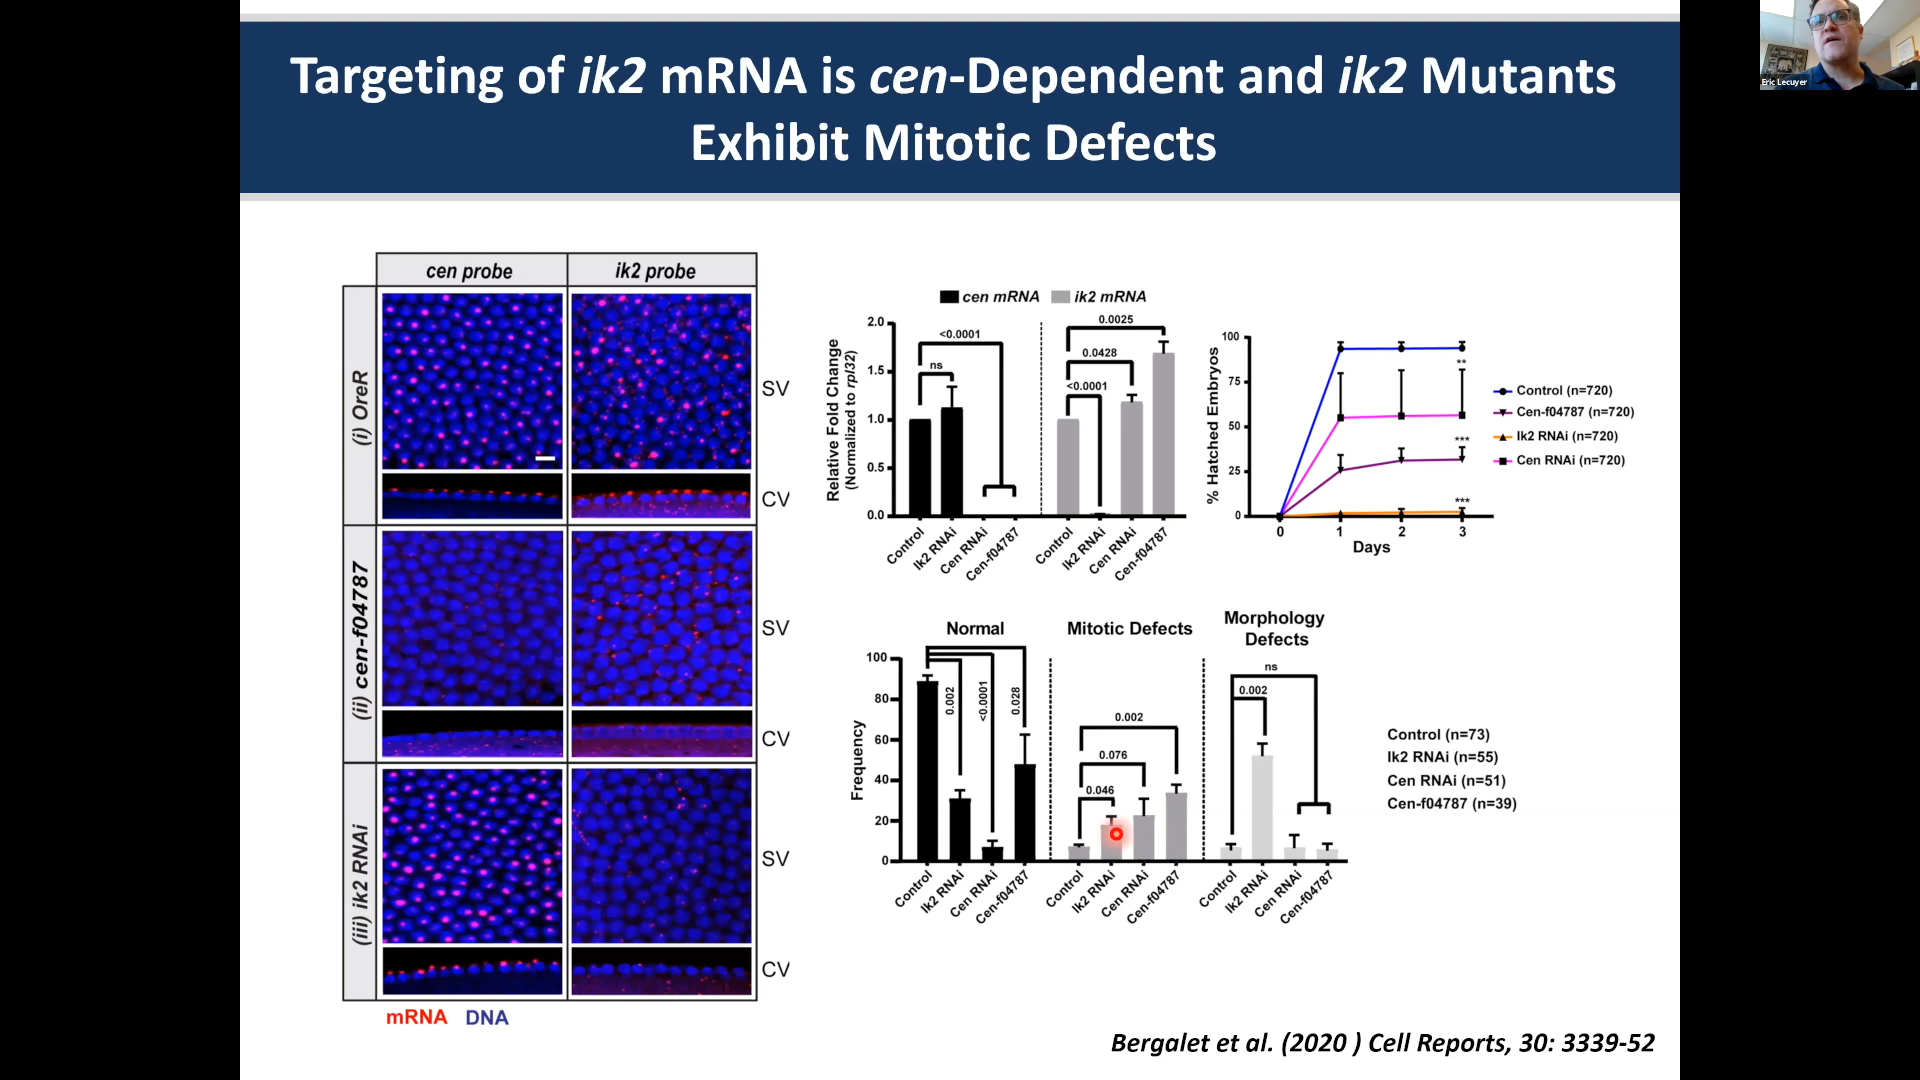 Targeting of ik2 mRNA is cen-Dependent and ik2 Mutants
Exhibit Mitotic Defects
Eric Lecuyer
cen probe
ik2 probe
(i) OreR
SV
CV
(ii) cen-f04787
SV
CV
(iii) ik2 RNAi
SV
CV
mRNA DNA
cen mRNA ik2 mRNA
Relative Fold Change
(Normalized to rpl32)
2.0
1.5
1.0
0.5
0.0
<0.0001
ns
0.0025
0.0428
<0.0001
Control
Ik2 RNAi
Cen RNAi
Cen-f04787
Control
Ik2 RNAi
Cen RNAi
Cen-f04787
% Hatched Embryos
100
75
50
25
0
**
***
***
0 1 2 3
Days
Control (n=720)
Cen-f04787 (n=720)
Ik2 RNAi (n=720)
Cen RNAi (n=720)
Normal
Mitotic Defects
Morphology
Defects
Frequency
100
80
60
40
20
0
0.002
<0.0001
0.028
0.002
0.076
0.046
ns
0.002
Control
Ik2 RNAi
Cen RNAi
Cen-f04787
Control
Ik2 RNAi
Cen RNAi
Cen-f04787
Control
Ik2 RNAi
Cen RNAi
Cen-f04787
Control (n=73)
Ik2 RNAi (n=55)
Cen RNAi (n=51)
Cen-f04787 (n=39)
Bergalet et al. (2020 ) Cell Reports, 30: 3339-52